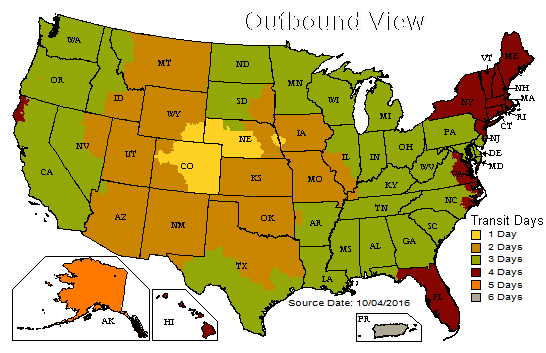 Outbound View
WA
MT
ND
MN
VT
ME
OR
ID
SD
WI
MI
NY
NH
MA
RI
CT
WY
NE
IA
PA
NJ
NV
UT
CO
IL
IN
OH
DE
MD
CA
KS
MO
WV
VA
KY
AZ
NM
OK
AR
TN
NC
SC
MS
AL
GA
TX
LA
FL
AK
HI
PR
Transit Days
1 Day
2 Days
3 Days
4 Days
5 Days
6 Days
Source Date: 10/04/2016